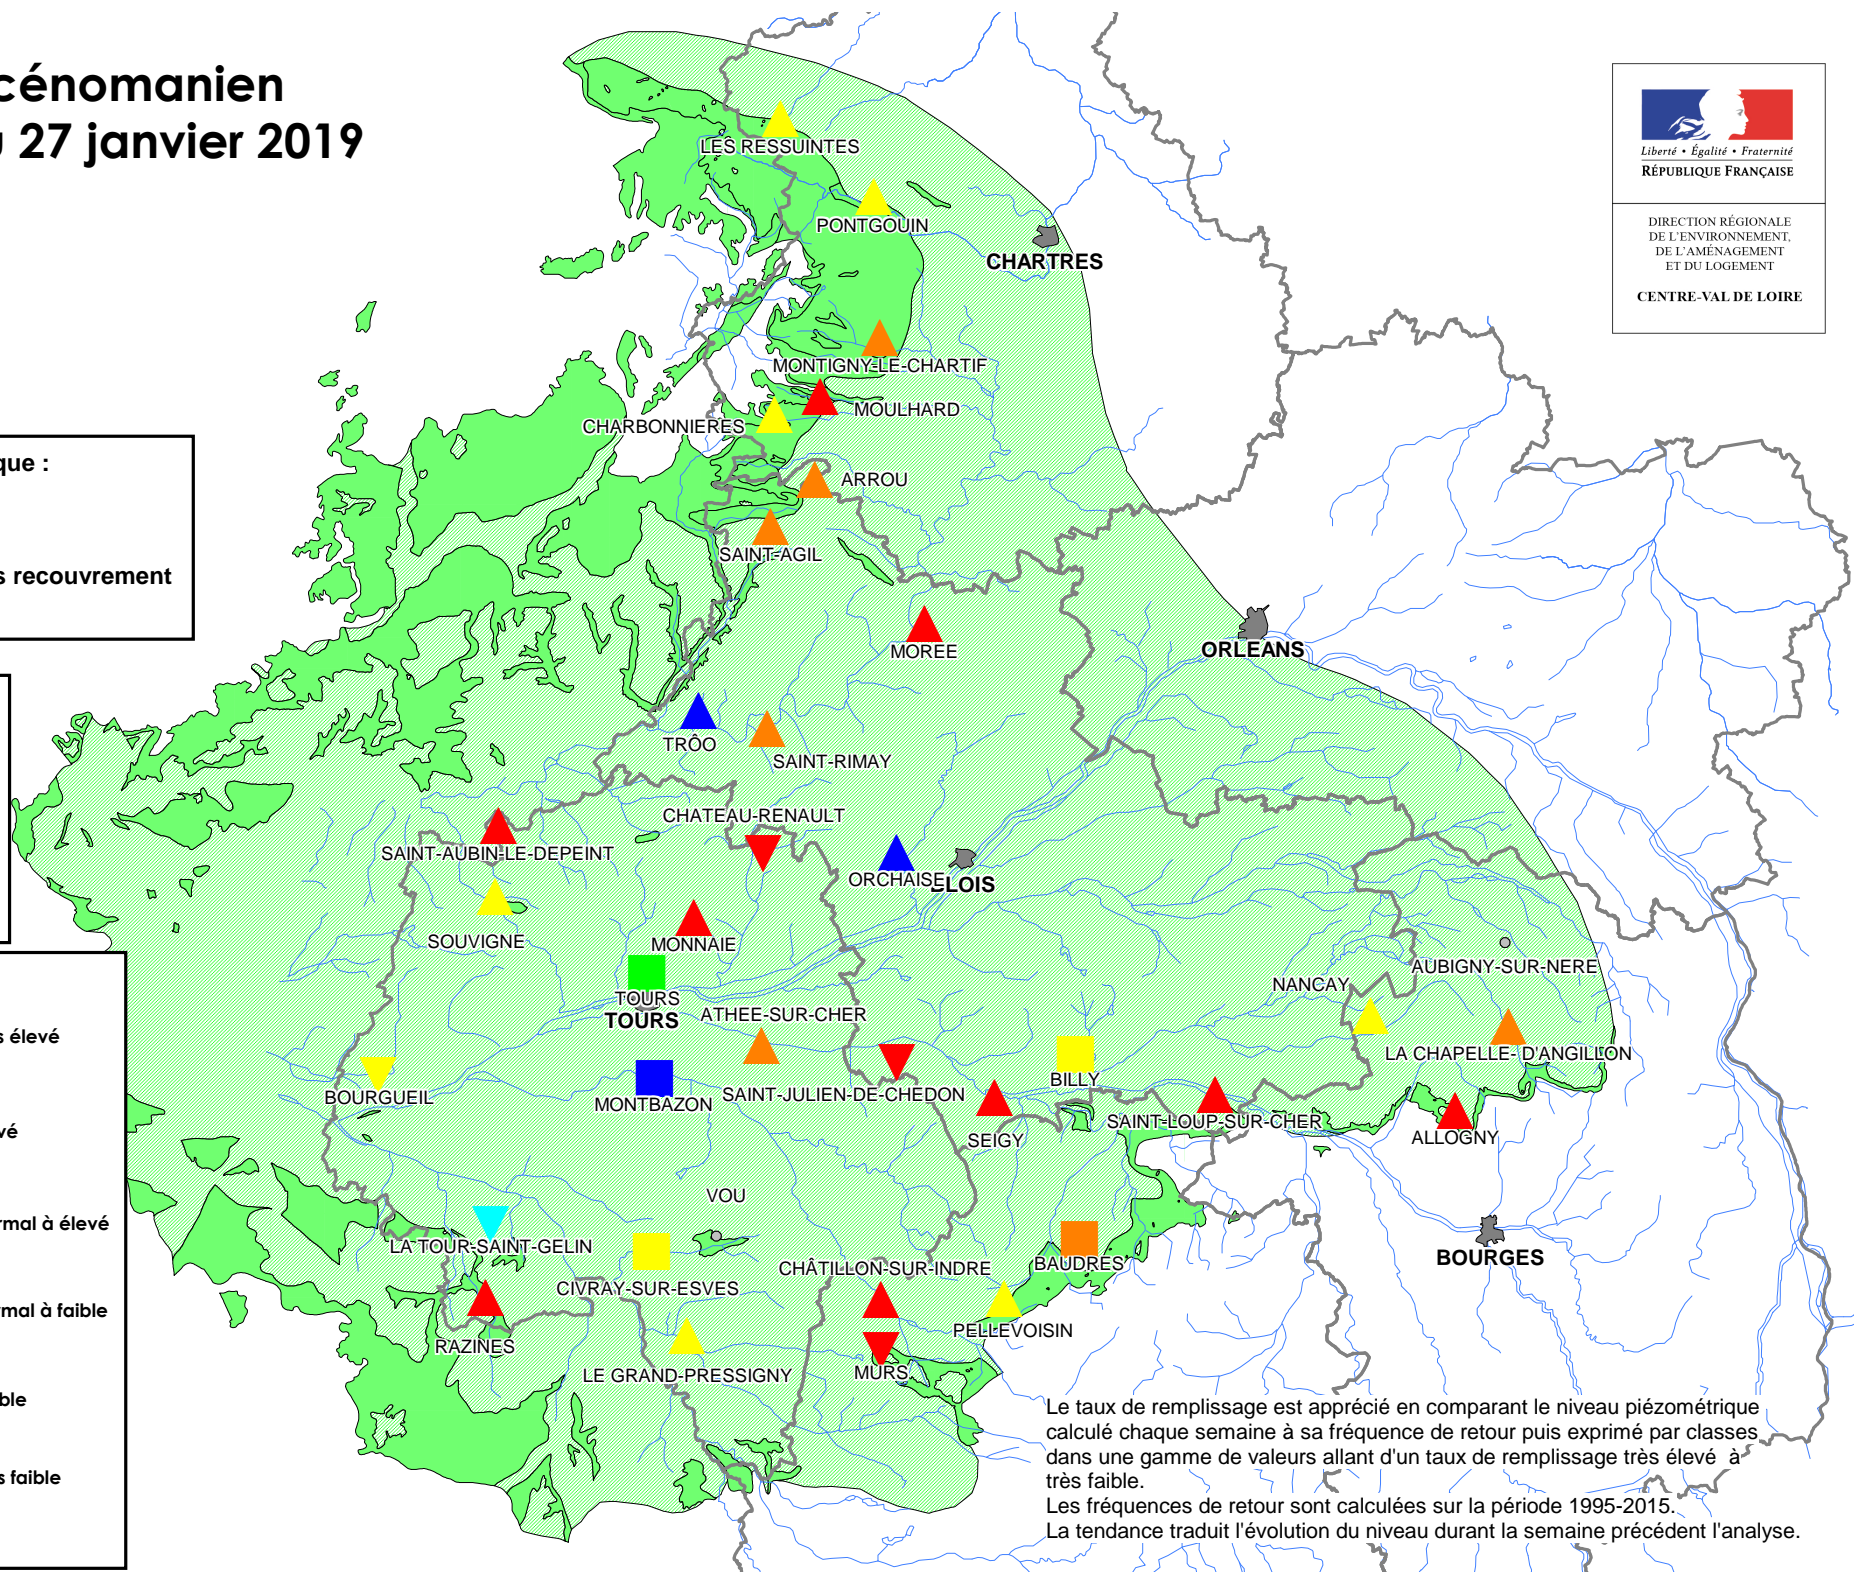 cénomanien
27 janvier 2019
Liberté • Égalité • Fraternité
RÉPUBLIQUE FRANÇAISE
DIRECTION RÉGIONALE
DE L'ENVIRONNEMENT,
DE L'AMÉNAGEMENT
ET DU LOGEMENT
CENTRE-VAL DE LOIRE
LES RESSUINTES
PONTGOUIN
CHARTRES
MONTIGNY-LE-CHARTIF
MOULHARD
CHARBONNIERES
que :
ARROU
SAINT-AGIL
s recouvrement
MOREE
ORLEANS
TRÔO
SAINT-RIMAY
CHATEAU-RENAULT
SAINT-AUBIN-LE-DEPEINT
ORCHAISE
BLOIS
SOUVIGNE
MONNAIE
AUBIGNY-SUR-NERE
NANCAY
TOURS
TOURS
ATHEE-SUR-CHER
s élevé
LA CHAPELLE- D'ANGILLON
BILLY
BOURGUEIL
MONTBAZON
SAINT-JULIEN-DE-CHEDON
SAINT-LOUP-SUR-CHER
vé
SEIGY
ALLOGNY
VOU
rmal à élevé
LA TOUR-SAINT-GELIN
BOURGES
CHÂTILLON-SUR-INDRE
BAUDRES
CIVRAY-SUR-ESVES
rmal à faible
PELLEVOISIN
RAZINES
LE GRAND-PRESSIGNY
MURS
ble
s faible
Le taux de remplissage est apprécié en comparant le niveau piézométrique
calculé chaque semaine à sa fréquence de retour puis exprimé par classes
dans une gamme de valeurs allant d'un taux de remplissage très élevé à
très faible.
Les fréquences de retour sont calculées sur la période 1995-2015.
La tendance traduit l'évolution du niveau durant la semaine précédent l'analyse.